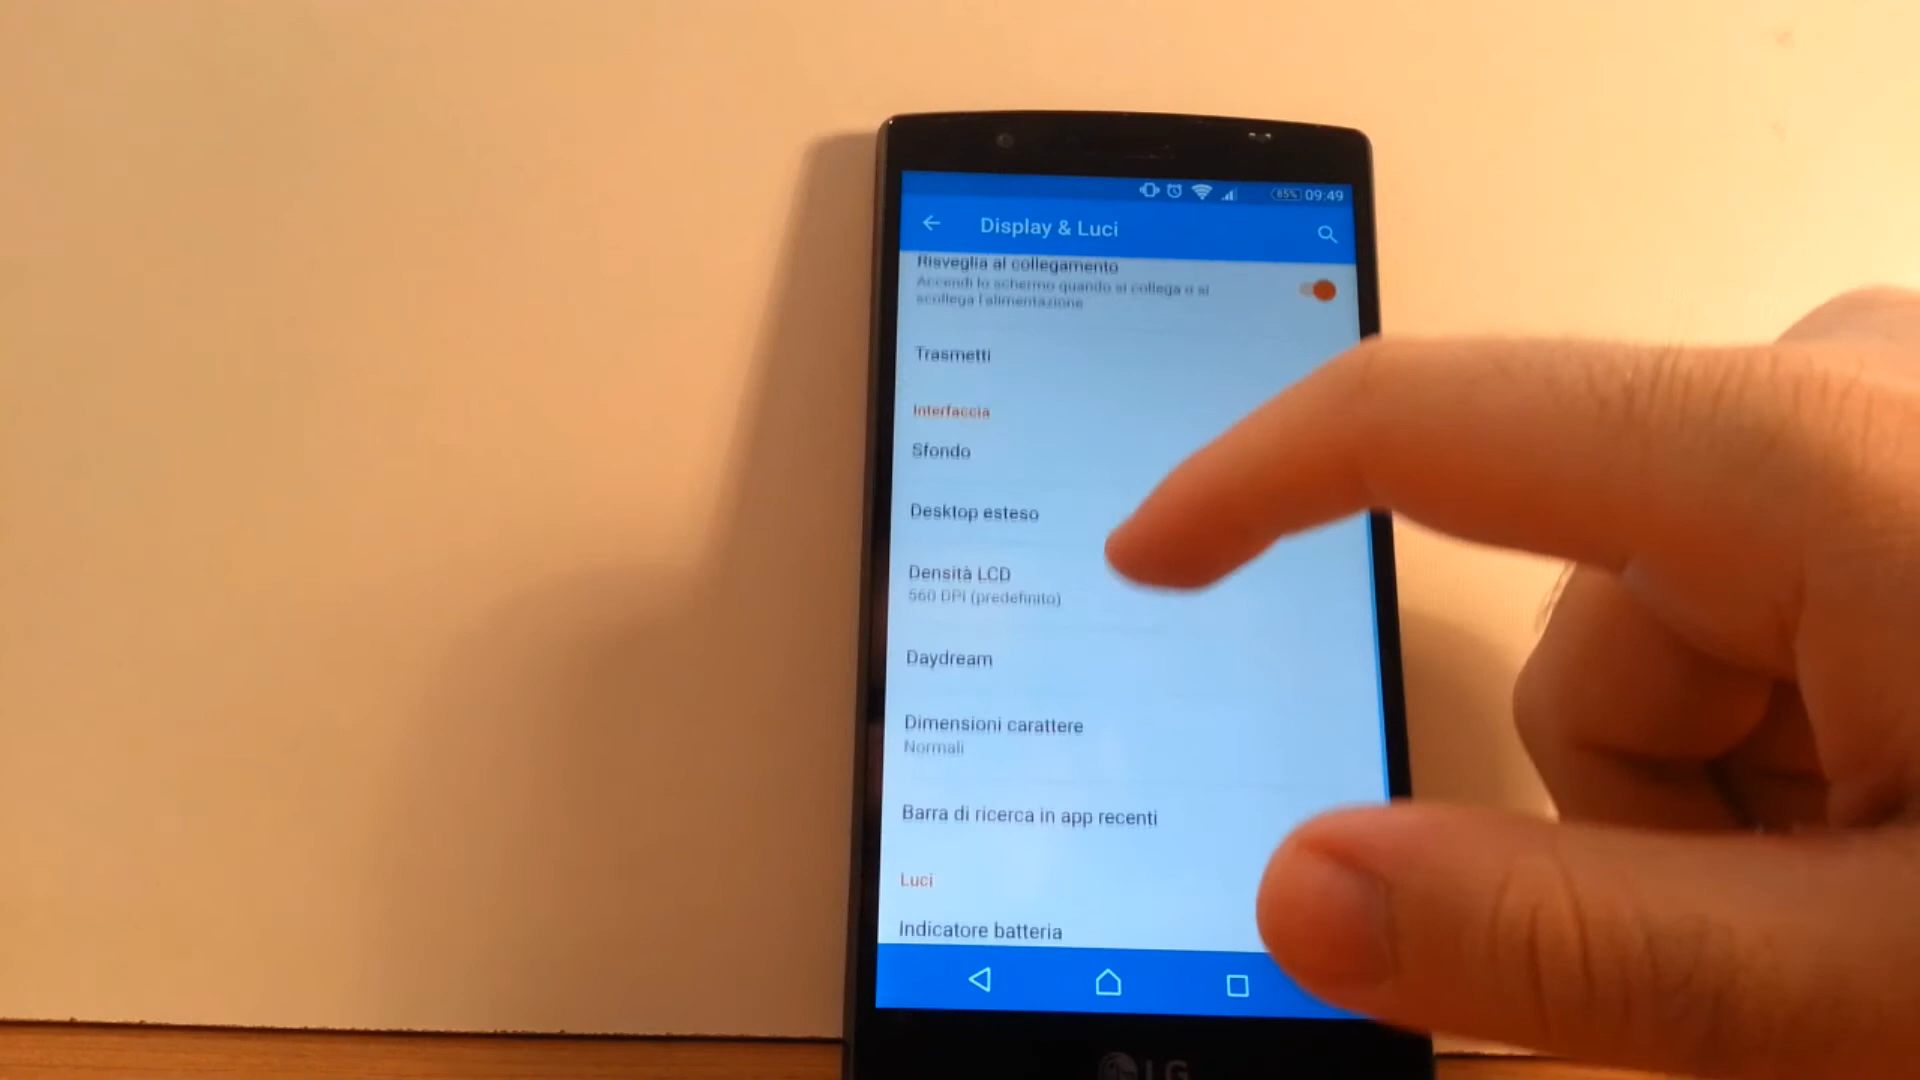 85% 09:49
Display & Luci
Risveglia al collegamento
Accendi lo schermo quando si collega o si
scollega l'alimentazione
Trasmetti
Interfaccia
Sfondo
Desktop esteso
Densità LCD
560 DPI (predefinito)
Daydream
Dimensioni carattere
Normali
Barra di ricerca in app recenti
Luci
Indicatore batteria
LG